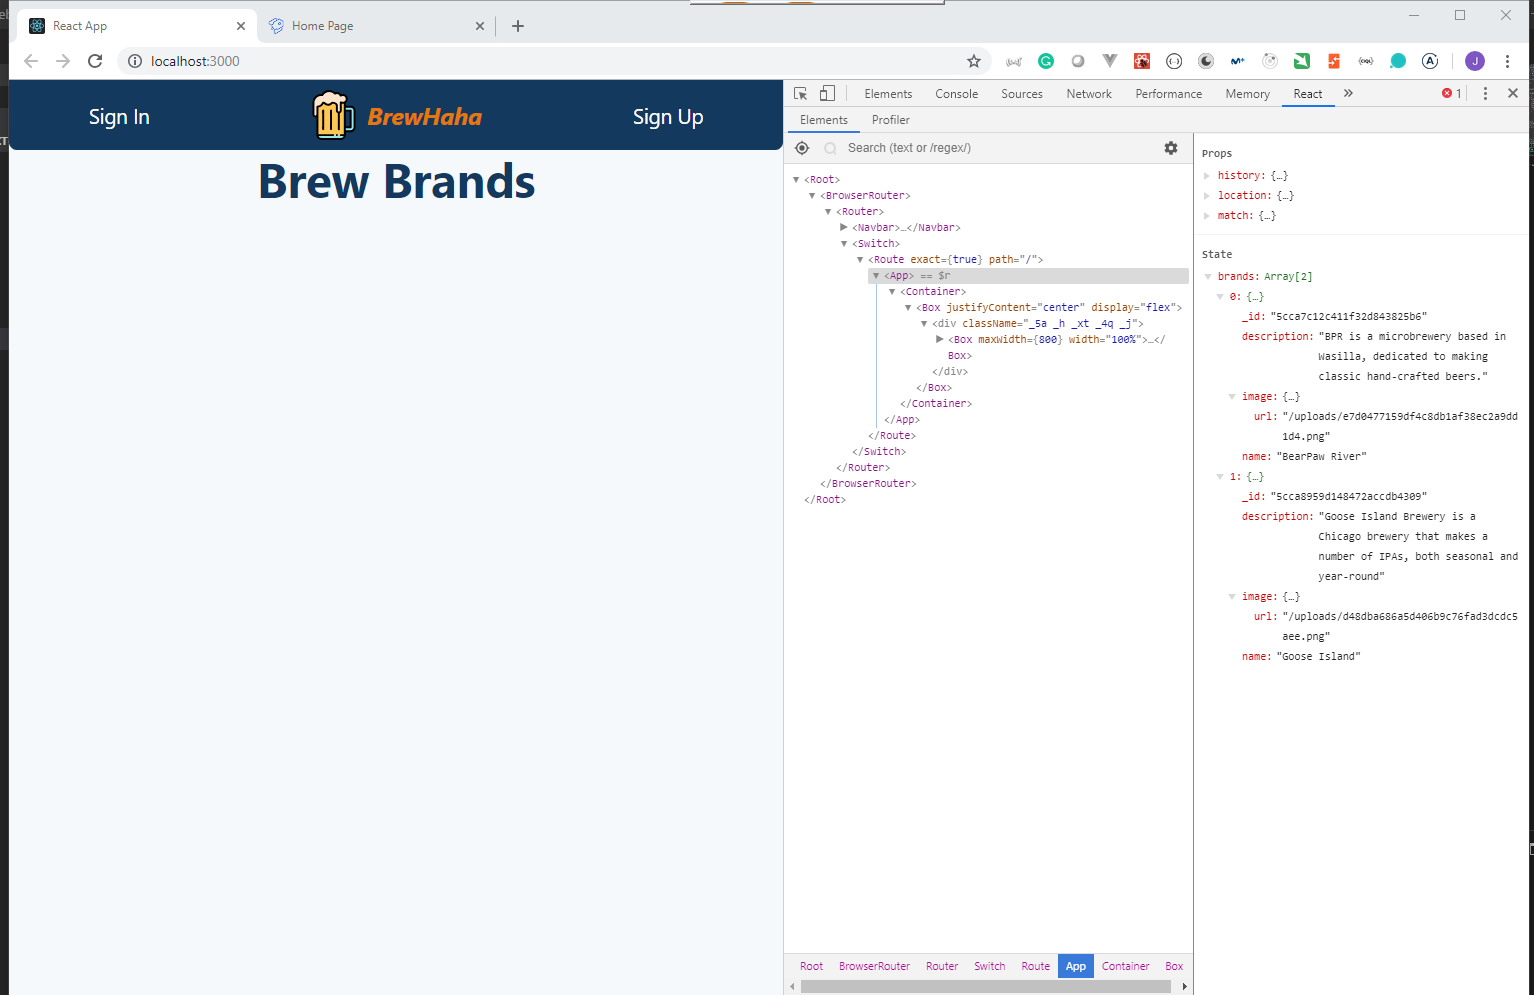 React App
Home Page
localhost:3000
J
Sign In
BrewHaha
Sign Up
Brew Brands
Elements
Console
Sources
Network
Performance
Memory
React
»
1
Elements
Profiler
Search (text or /regex/)
<Root>
<BrowserRouter>
<Router>
<Navbar>…</Navbar>
<Switch>
<Route exact={true} path="/">
<App> == $r
<Container>
<Box justifyContent="center" display="flex">
<div className="_5a _h _xt _4q _j">
<Box maxWidth={800} width="100%">…</
Box>
</div>
</Box>
</Container>
</App>
</Route>
</Switch>
</Router>
</BrowserRouter>
</Root>
Root
BrowserRouter
Router
Switch
Route
App
Container
Box
Props
history: {…}
location: {…}
match: {…}
State
brands: Array[2]
0: {…}
_id: "5cca7c12c411f32d843825b6"
description: "BPR is a microbrewery based in
Wasilla, dedicated to making
classic hand-crafted beers."
image: {…}
url: "/uploads/e7d0477159df4c8db1af38ec2a9dd
1d4.png"
name: "BearPaw River"
1: {…}
_id: "5cca8959d148472accdb4309"
description: "Goose Island Brewery is a
Chicago brewery that makes a
number of IPAs, both seasonal and
year-round"
image: {…}
url: "/uploads/d48dba686a5d406b9c76fad3dcdc5
aee.png"
name: "Goose Island"